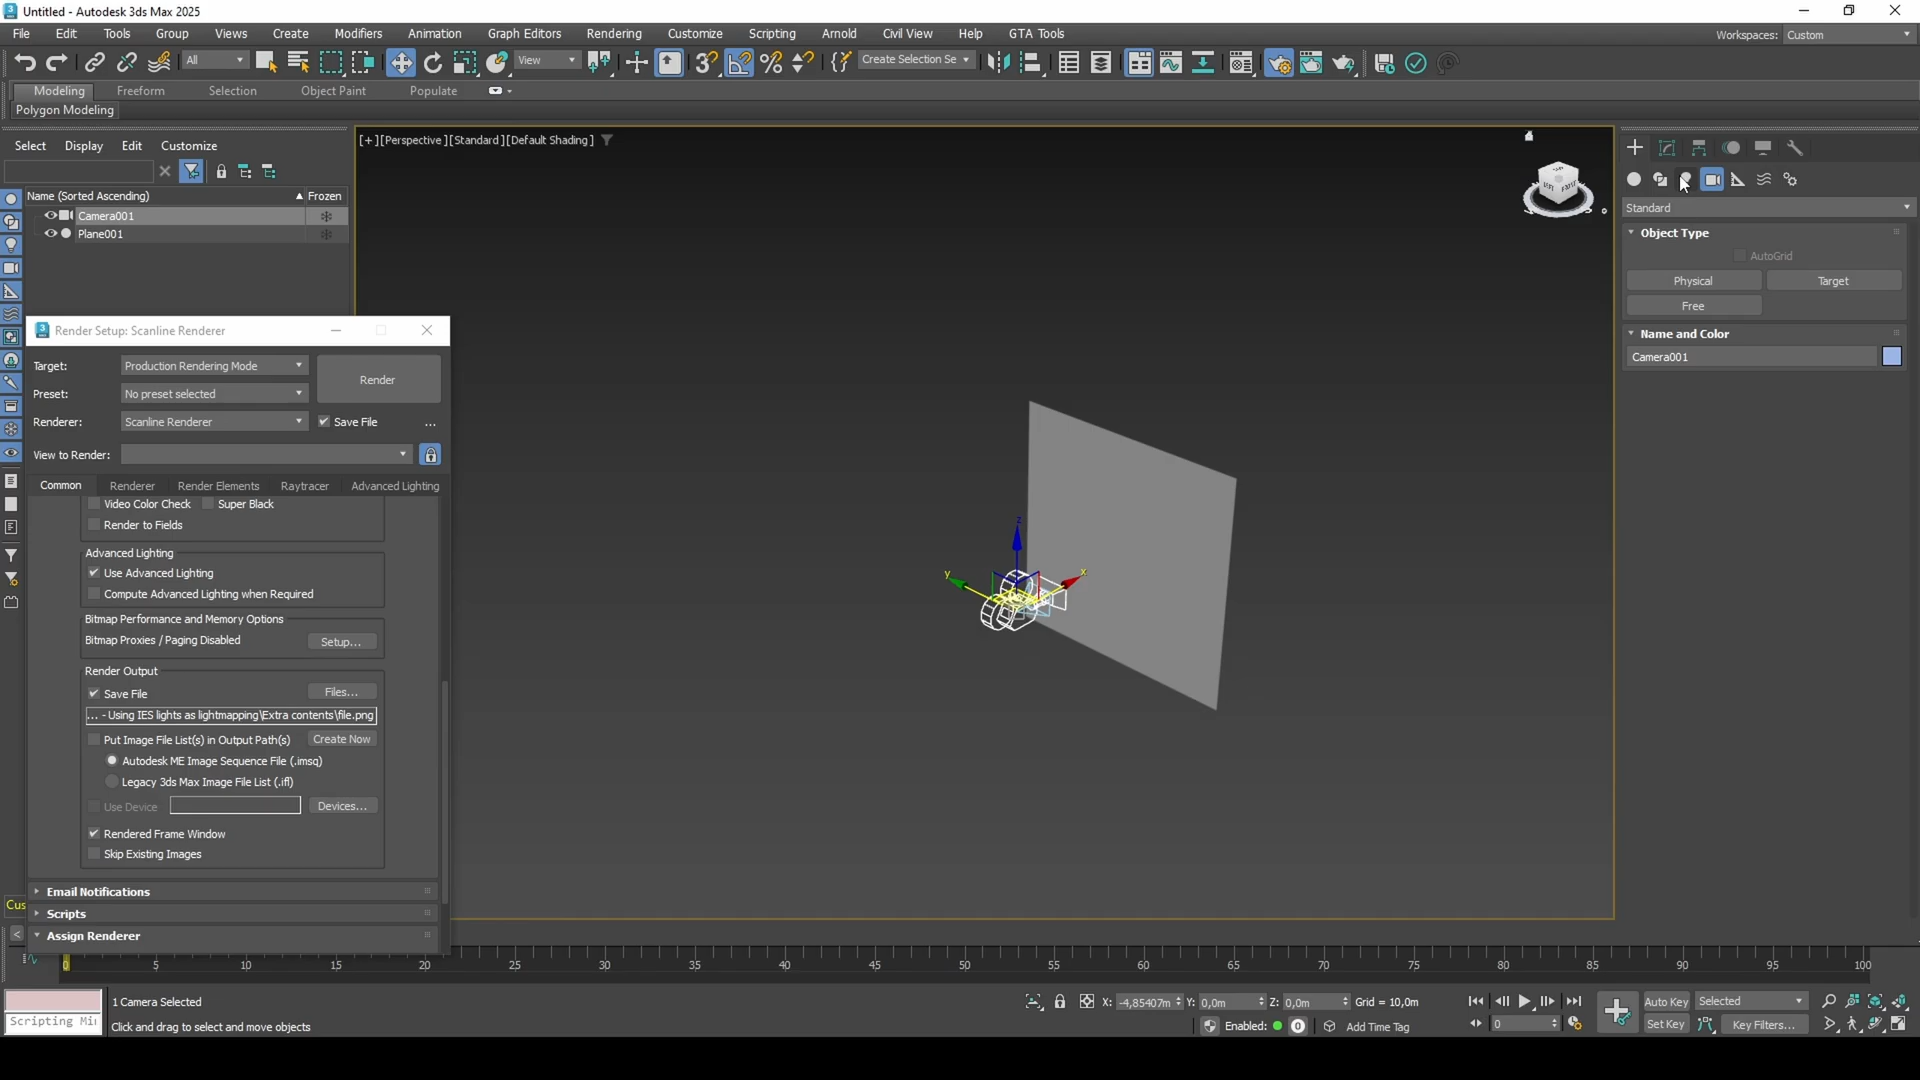 Untitled - Autodesk 3ds Max 2025
File Edit Tools Group Views Create Modifiers Animation Graph Editors Rendering Customize Scripting Arnold Civil View Help GTA Tools
Workspaces: Custom
All
View
Create Selection Se
Modeling Freeform Selection Object Paint Populate
Polygon Modeling
Select Display Edit Customize
[+][Perspective][Standard][Default Shading]
Name (Sorted Ascending) Frozen
Camera001
Plane001
Standard
Object Type
AutoGrid
Physical Target
Free
Name and Color
Camera001
Render Setup: Scanline Renderer
Target: Production Rendering Mode
Render
Preset: No preset selected
Renderer: Scanline Renderer Save File ...
View to Render:
Common Renderer Render Elements Raytracer Advanced Lighting
Video Color Check Super Black
Render to Fields
Advanced Lighting
Use Advanced Lighting
Compute Advanced Lighting when Required
Bitmap Performance and Memory Options
Bitmap Proxies / Paging Disabled Setup...
Render Output
Save File Files...
... - Using IES lights as lightmapping\Extra contents\file.png
Put Image File List(s) in Output Path(s) Create Now
Autodesk ME Image Sequence File (.imsq)
Legacy 3ds Max Image File List (.ifl)
Use Device Devices...
Rendered Frame Window
Skip Existing Images
Email Notifications
Scripts
Assign Renderer
Cus
z
y
x
5 10 15 20 25 30 35 40 45 50 55 60 65 70 75 80 85 90 95 100
1 Camera Selected
Click and drag to select and move objects
Scripting Mi
X: -4,85407m Y: 0,0m Z: 0,0m Grid = 10,0m
Enabled: 0 Add Time Tag
0
Auto Key Selected
Set Key Key Filters...